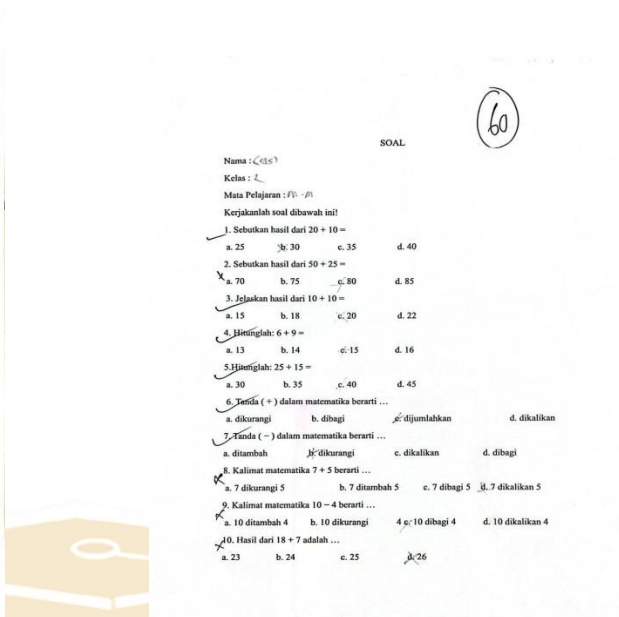 60
SOAL
Nama :
Kelas : 2
Mata Pelajaran : M - M
Kerjakanlah soal dibawah ini!
1. Sebutkan hasil dari 20 + 10 =
a. 25 b. 30 c. 35 d. 40
2. Sebutkan hasil dari 50 + 25 =
a. 70 b. 75 c. 80 d. 85
3. Jelaskan hasil dari 10 + 10 =
a. 15 b. 18 c. 20 d. 22
4. Hitunglah: 6 + 9 =
a. 13 b. 14 c. 15 d. 16
5.Hitunglah: 25 + 15 =
a. 30 b. 35 c. 40 d. 45
6. Tanda ( + ) dalam matematika berarti …
a. dikurangi b. dibagi c. dijumlahkan d. dikalikan
7. Tanda ( − ) dalam matematika berarti …
a. ditambah b. dikurangi c. dikalikan d. dibagi
8. Kalimat matematika 7 + 5 berarti …
a. 7 dikurangi 5 b. 7 ditambah 5 c. 7 dibagi 5 d. 7 dikalikan 5
9. Kalimat matematika 10 − 4 berarti …
a. 10 ditambah 4 b. 10 dikurangi 4 c. 10 dibagi 4 d. 10 dikalikan 4
10. Hasil dari 18 + 7 adalah …
a. 23 b. 24 c. 25 d. 26